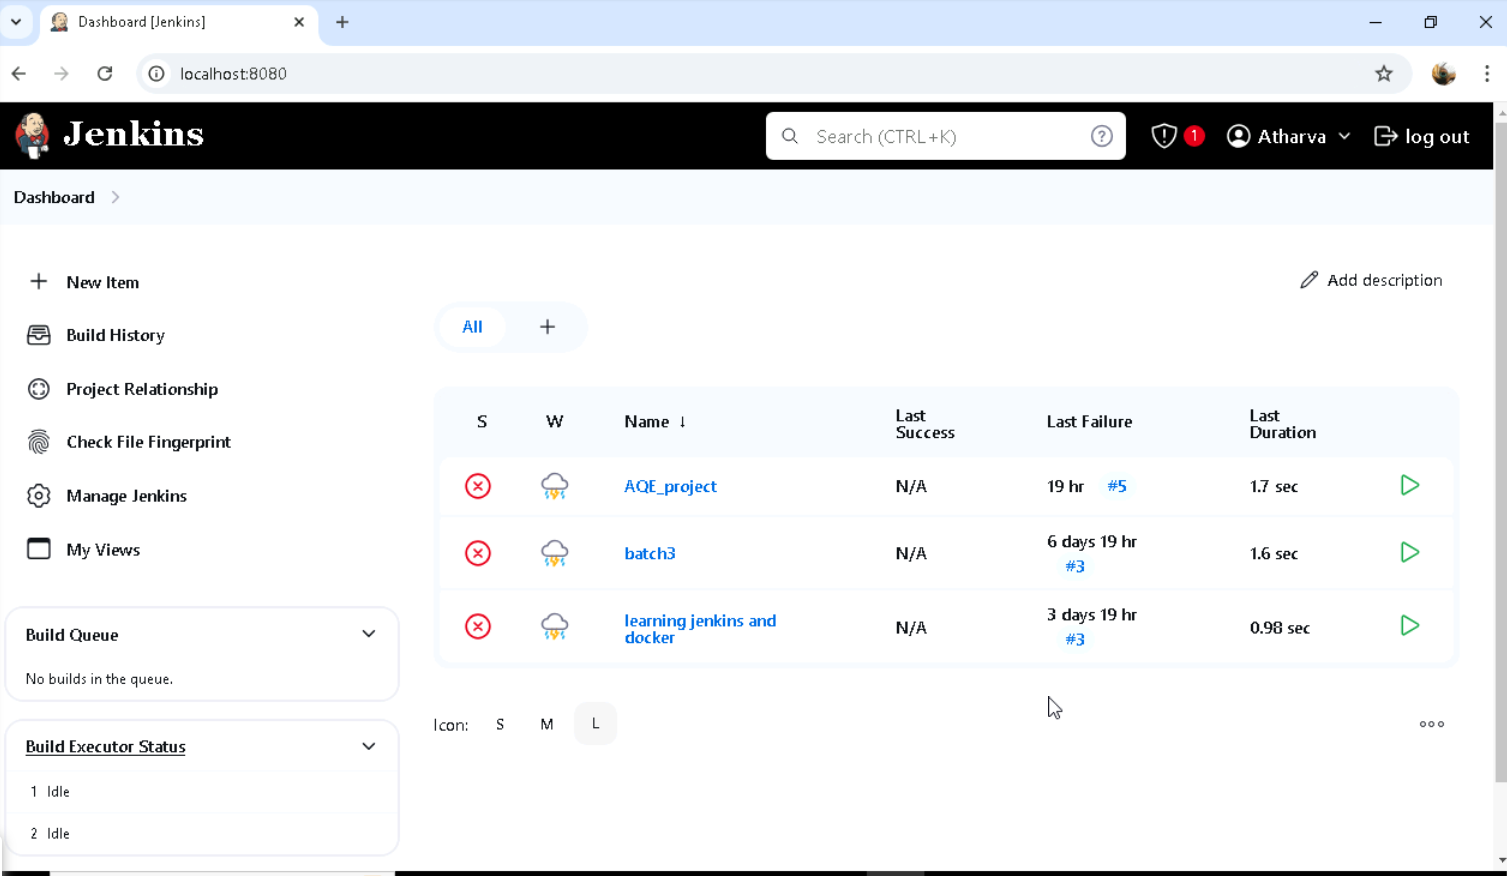 Dashboard [Jenkins]
localhost:8080
Jenkins
Search (CTRL+K)
1
Atharva
log out
Dashboard
New Item
Build History
Project Relationship
Check File Fingerprint
Manage Jenkins
My Views
Build Queue
No builds in the queue.
Build Executor Status
1 Idle
2 Idle
Add description
All +
S W Name ↓ Last Success Last Failure Last Duration
AQE_project N/A 19 hr #5 1.7 sec
batch3 N/A 6 days 19 hr #3 1.6 sec
learning jenkins and docker N/A 3 days 19 hr #3 0.98 sec
Icon: S M L